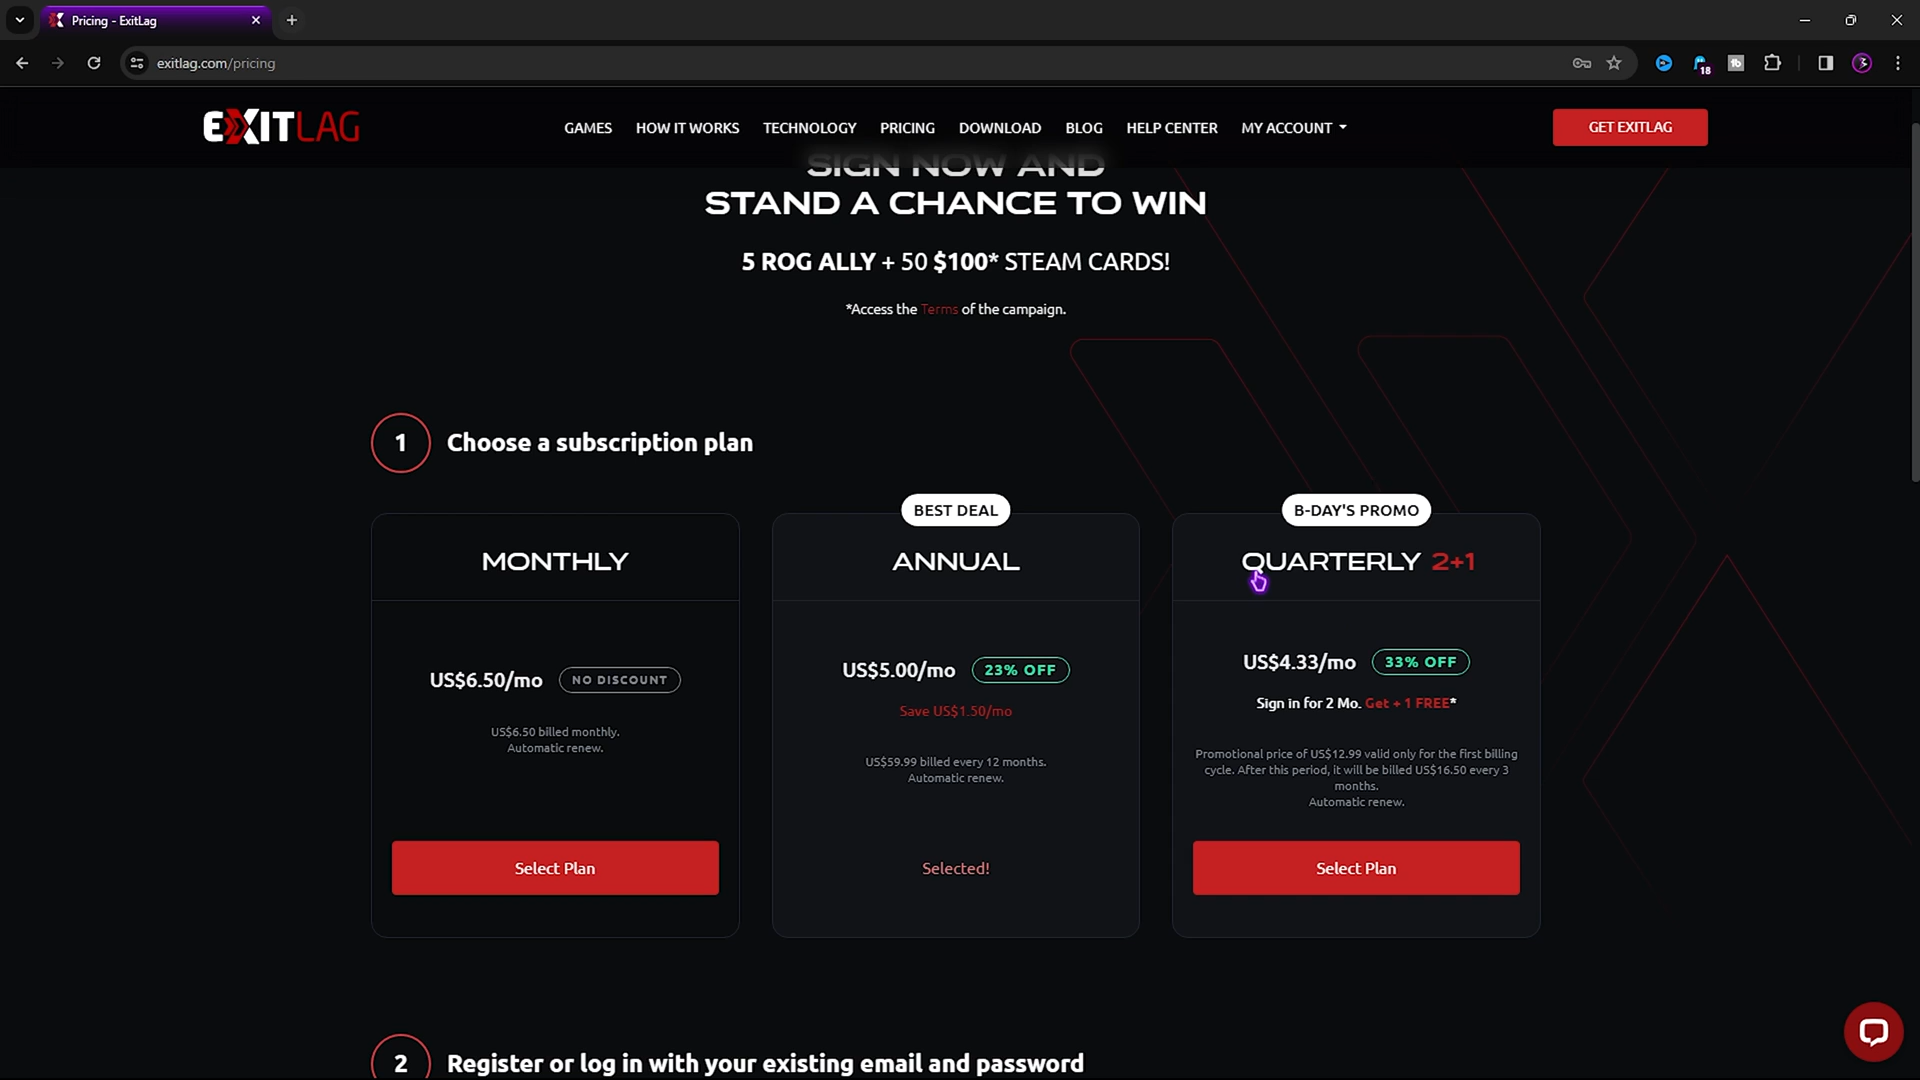 Pricing - ExitLag
exitlag.com/pricing
18
EXITLAG
GAMES HOW IT WORKS TECHNOLOGY PRICING DOWNLOAD BLOG HELP CENTER MY ACCOUNT
GET EXITLAG
SIGN NOW AND
STAND A CHANCE TO WIN
5 ROG ALLY + 50 $100* STEAM CARDS!
*Access the Terms of the campaign.
1 Choose a subscription plan
MONTHLY
US$6.50/mo NO DISCOUNT
US$6.50 billed monthly.
Automatic renew.
Select Plan
BEST DEAL
ANNUAL
US$5.00/mo 23% OFF
Save US$1.50/mo
US$59.99 billed every 12 months.
Automatic renew.
Selected!
B-DAY'S PROMO
QUARTERLY 2+1
US$4.33/mo 33% OFF
Sign in for 2 Mo. Get + 1 FREE*
Promotional price of US$12.99 valid only for the first billing
cycle. After this period, it will be billed US$16.50 every 3
months.
Automatic renew.
Select Plan
2 Register or log in with your existing email and password